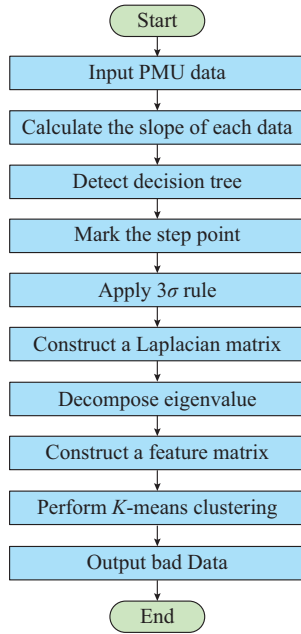 Start
Input PMU data
Calculate the slope of each data
Detect decision tree
Mark the step point
Apply 3σ rule
Construct a Laplacian matrix
Decompose eigenvalue
Construct a feature matrix
Perform K-means clustering
Output bad Data
End